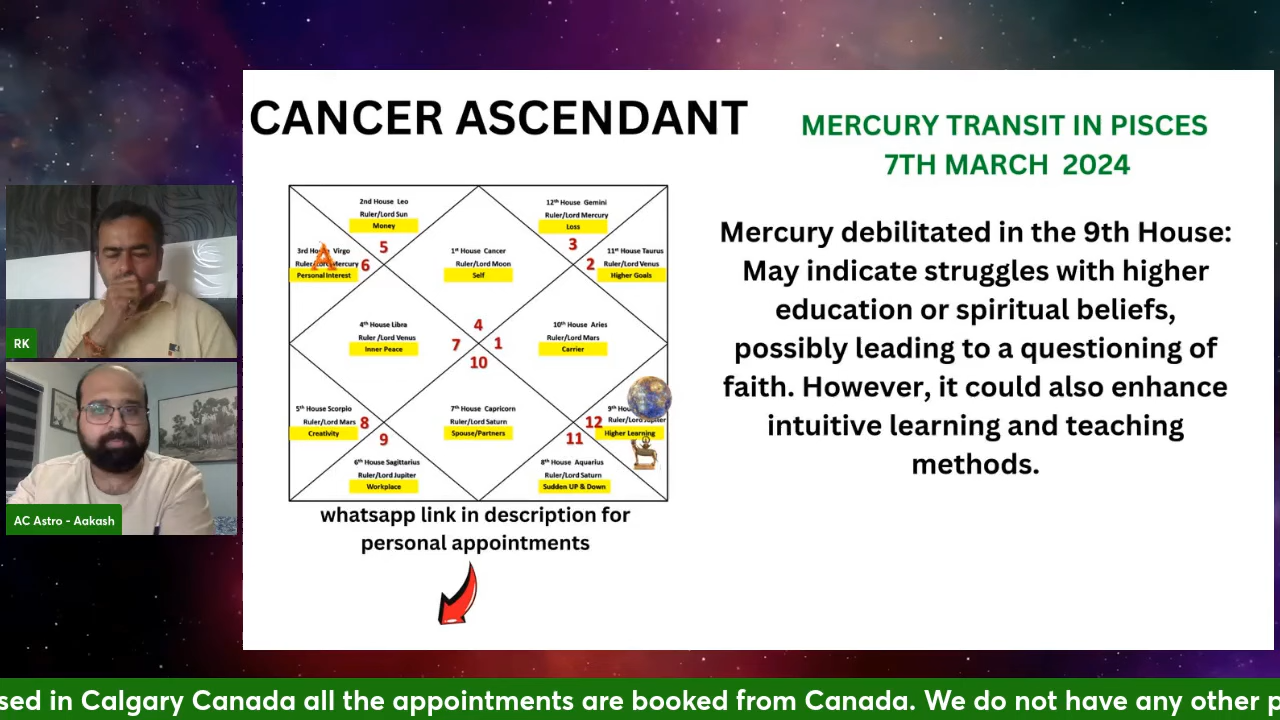 CANCER ASCENDANT
MERCURY TRANSIT IN PISCES
7TH MARCH 2024
2nd House Leo
Ruler/Lord Sun
Money
5
12th House Gemini
Ruler/Lord Mercury
Loss
3
3rd Virgo
Mercury
Personal Interest
6
1st House Cancer
Ruler/Lord Moon
Self
11st House Taurus
Ruler/Lord Venus
Higher Goals
2
4th House Libra
Ruler /Lord Venus
Inner Peace
4
7
1
10
10th House Aries
Ruler/Lord Mars
Carrier
5th House Scorpio
Ruler/Lord Mars
Creativity
8
7th House Capricorn
Ruler/Lord Saturn
Spouse/Partners
9th
Ruler/Lord Jupiter
Higher Learning
12
9
6th House Sagittarius
Ruler/Lord Jupiter
Workplace
11
8th House Aquarius
Ruler/Lord Saturn
Sudden UP & Down
whatsapp link in description for
personal appointments
Mercury debilitated in the 9th House:
May indicate struggles with higher
education or spiritual beliefs,
possibly leading to a questioning of
faith. However, it could also enhance
intuitive learning and teaching
methods.
RK
AC Astro - Aakash
sed in Calgary Canada all the appointments are booked from Canada. We do not have any other p